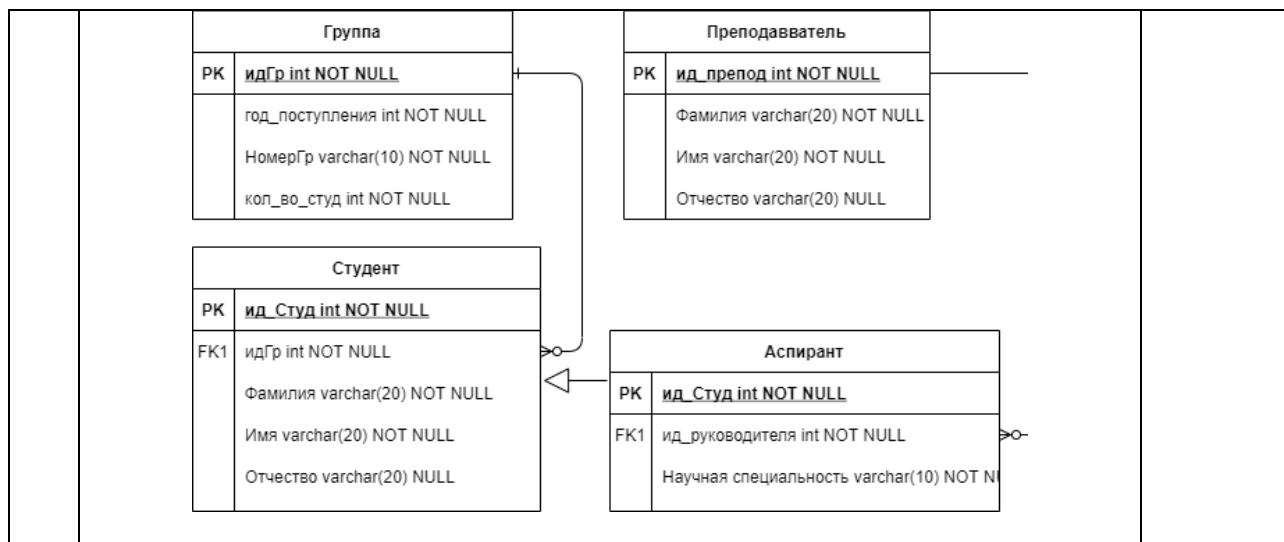 Группа
PK идГр int NOT NULL
год_поступления int NOT NULL
НомерГр varchar(10) NOT NULL
кол_во_студ int NOT NULL
Преподавватель
PK ид_препод int NOT NULL
Фамилия varchar(20) NOT NULL
Имя varchar(20) NOT NULL
Отчество varchar(20) NULL
Студент
PK ид_Студ int NOT NULL
FK1 идГр int NOT NULL
Фамилия varchar(20) NOT NULL
Имя varchar(20) NOT NULL
Отчество varchar(20) NULL
Аспирант
PK ид_Студ int NOT NULL
FK1 ид_руководителя int NOT NULL
Научная специальность varchar(10) NOT